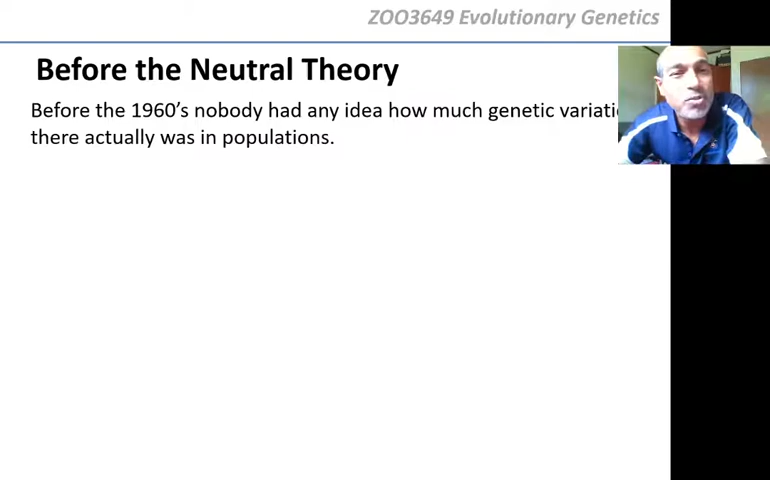 ZOO3649 Evolutionary Genetics
Before the Neutral Theory
Before the 1960's nobody had any idea how much genetic
there actually was in populations.